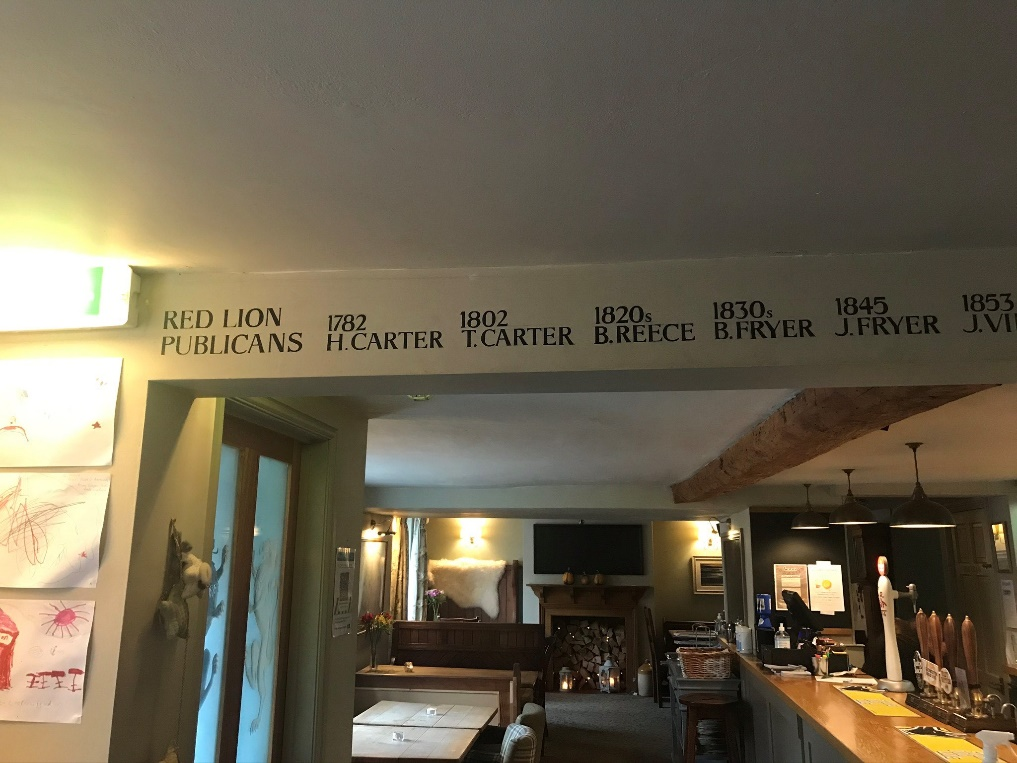 RED LION
PUBLICANS
1782
H. CARTER
1802
T. CARTER
1820s
B. REECE
1830s
B. FRYER
1845
J. FRYER
1853